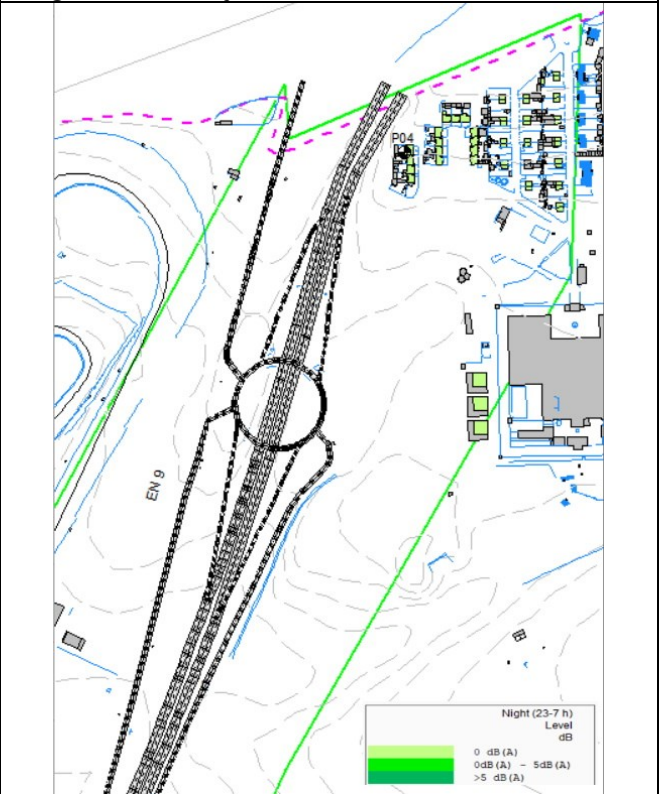 P04
EN 9
Night (23-7 h)
Level
dB
0 dB(A)
0dB(A) - 5dB(A)
>5 dB(A)